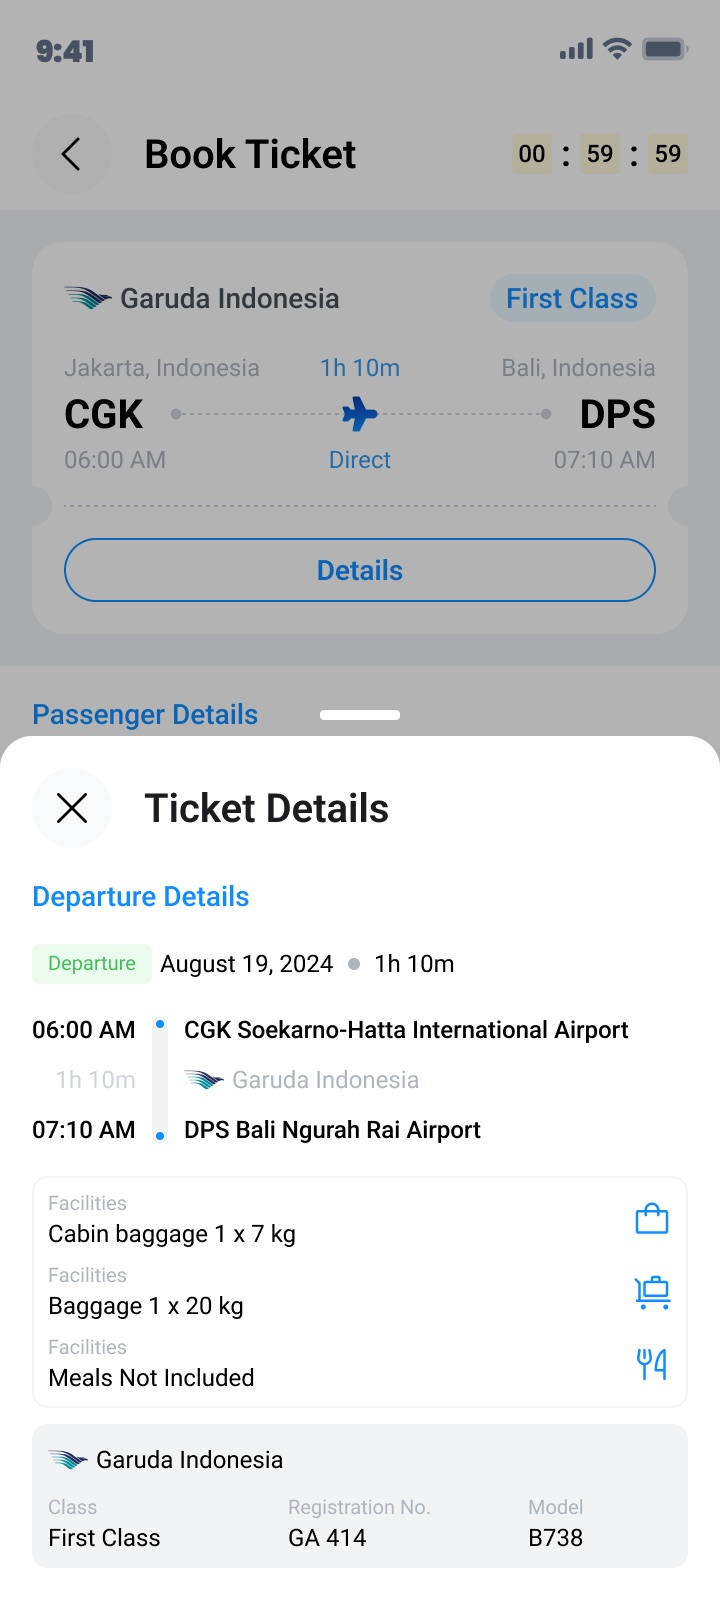 9:41
Book Ticket
00 : 59 : 59
Garuda Indonesia
First Class
Jakarta, Indonesia 1h 10m Bali, Indonesia
CGK DPS
06:00 AM Direct 07:10 AM
Details
Passenger Details
Ticket Details
Departure Details
Departure August 19, 2024 1h 10m
06:00 AM CGK Soekarno-Hatta International Airport
1h 10m Garuda Indonesia
07:10 AM DPS Bali Ngurah Rai Airport
Facilities
Cabin baggage 1 x 7 kg
Facilities
Baggage 1 x 20 kg
Facilities
Meals Not Included
Garuda Indonesia
Class Registration No. Model
First Class GA 414 B738